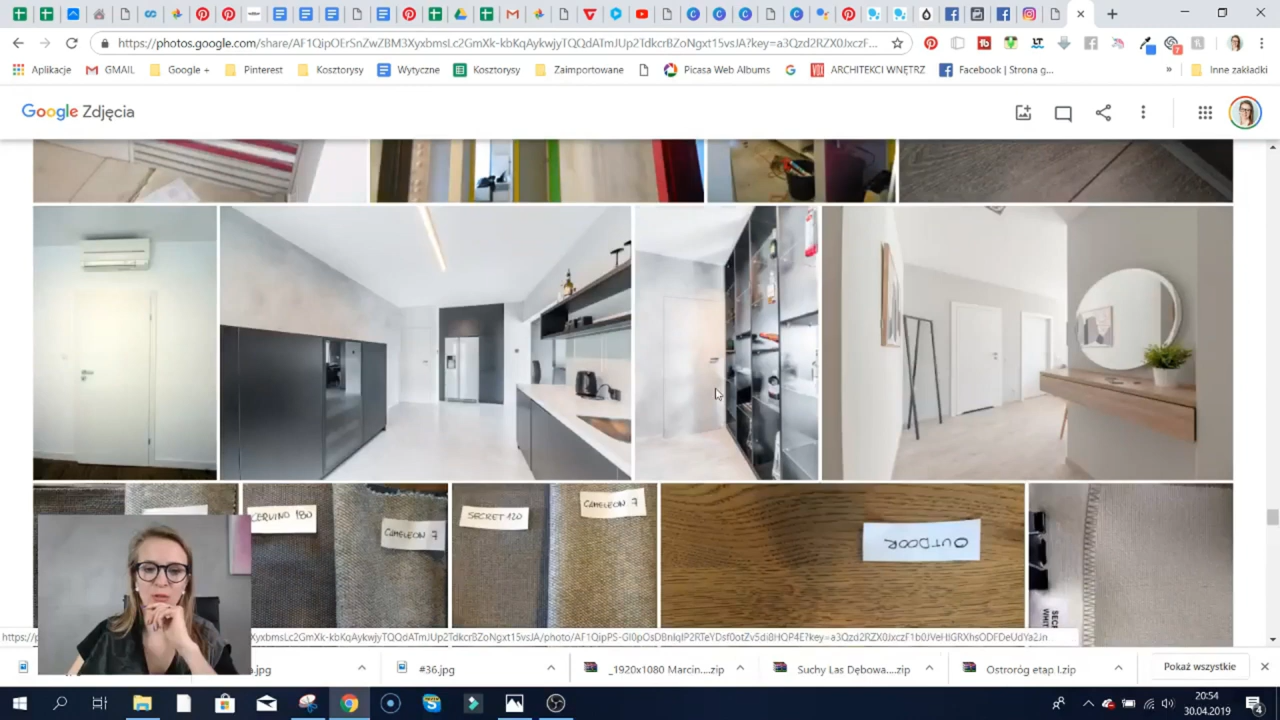 https://photos.google.com/share/AF1QipOErSnZwZBM3XyxbmsLc2GmXk-kbKqAykwjyTQQdATmJUp2TdkcrBZoNgxt15vsJA?key=a3Qzd2RZX0JxczF...
Aplikacje GMAIL Google + Pinterest Kosztorysy Wytyczne Kosztorysy Zaimportowane Picasa Web Albums ARCHITEKCI WNĘTRZ Facebook | Strona g... » Inne zakładki
Google Zdjęcia
CERVINO 180
CAMELEON 7
SECRET 120
CAMELEON 7
OUTDOOR
#36.jpg _1920x1080 Marcin....zip Suchy Las Dębowa....zip Ostroróg etap I.zip Pokaż wszystkie
20:54
30.04.2019